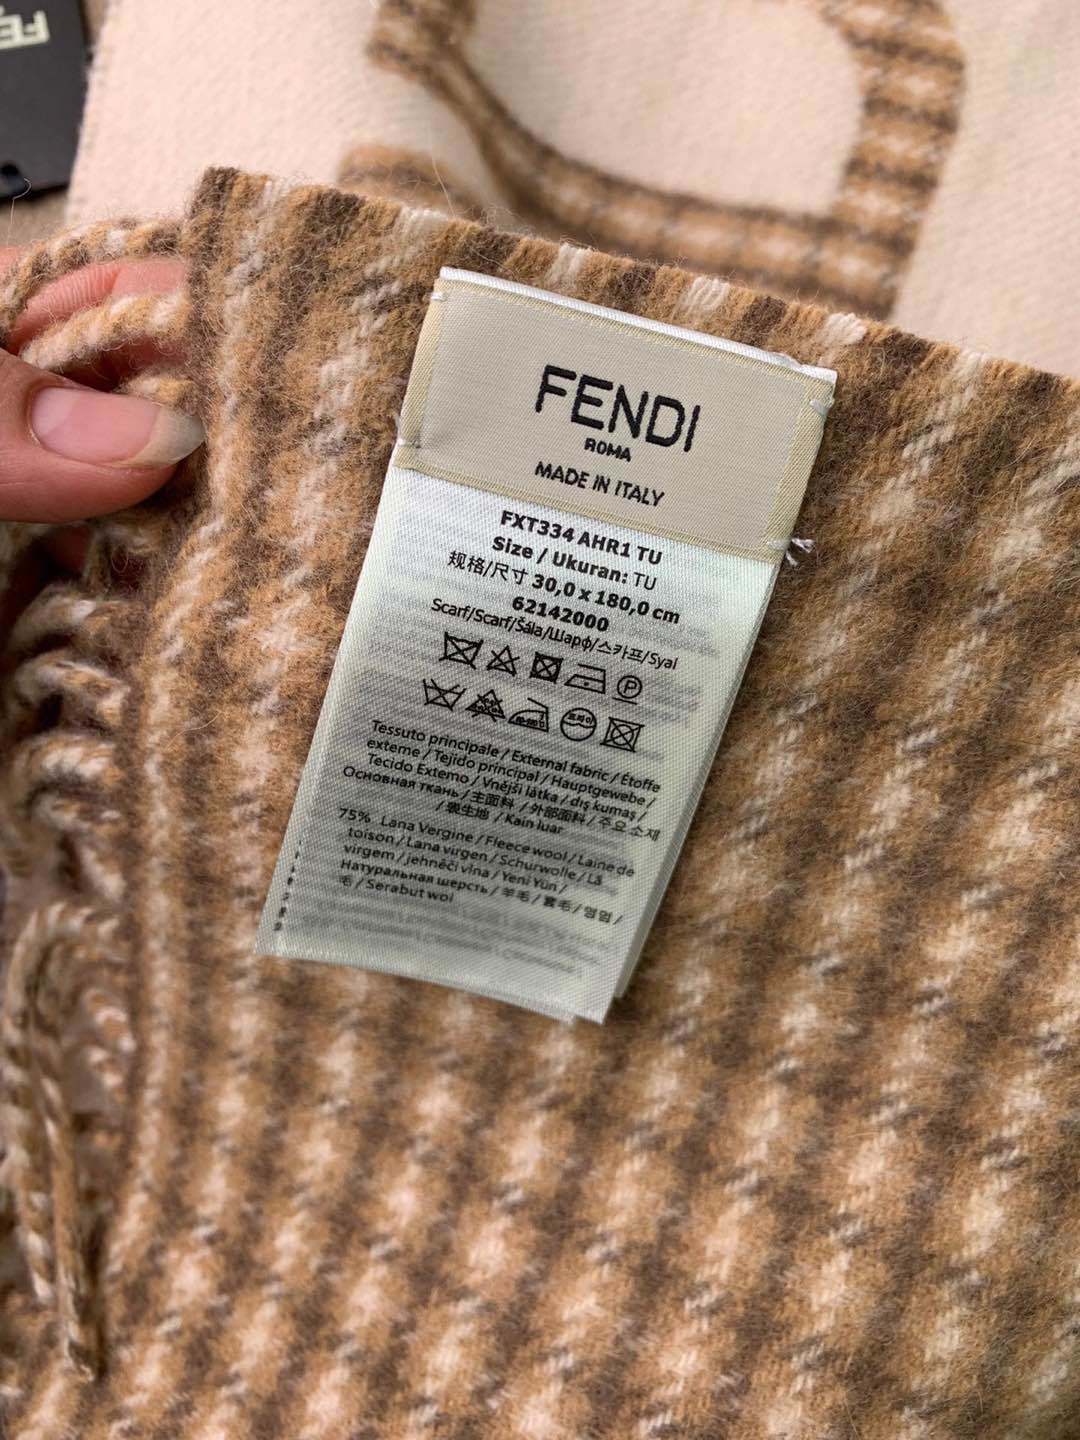 FENDI
ROMA
MADE IN ITALY
FXT334 AHR1 TU
Size / Ukuran: TU
规格/尺寸 30,0 x 180,0 cm
62142000
Scarf/Scarf/Šála/Шарф/스카프/Syal
Tessuto principale / External fabric / Étoffe
externe / Tejido principal / Hauptgewebe /
Tecido Externo / Vnější látka / dış kumaş /
Основная ткань / 主面料 / 外部面料 / 주요 소재
/ 表生地 / Kain luar
75% Lana Vergine / Fleece wool / Laine de
toison / Lana virgen / Schurwolle / Lã
virgem / jehněčí vlna / Yeni Yün /
Натуральная шерсть / 羊毛 /
毛 / Serabut wol